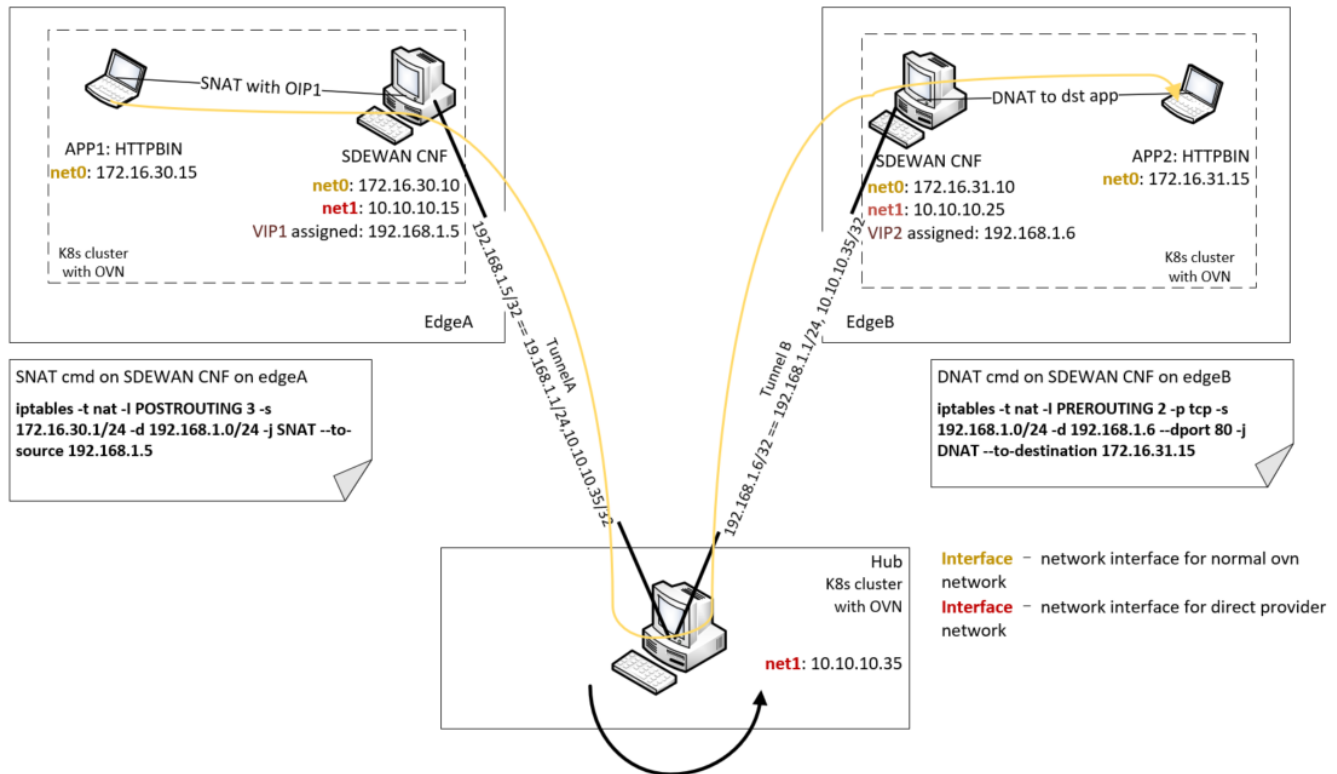 SNAT with OIP1
APP1: HTTPBIN
net0: 172.16.30.15
SDEWAN CNF
net0: 172.16.30.10
net1: 10.10.10.15
VIP1 assigned: 192.168.1.5
K8s cluster
with OVN
EdgeA
DNAT to dst app
SDEWAN CNF
net0: 172.16.31.10
net1: 10.10.10.25
VIP2 assigned: 192.168.1.6
APP2: HTTPBIN
net0: 172.16.31.15
K8s cluster
with OVN
EdgeB
192.168.1.5/32 == 19.168.1.1/24,10.10.10.35/32
TunnelA
Tunnel B
192.168.1.6/32 == 192.168.1.1/24, 10.10.10.35/32
SNAT cmd on SDEWAN CNF on edgeA
iptables -t nat -I POSTROUTING 3 -s
172.16.30.1/24 -d 192.168.1.0/24 -j SNAT --to-
source 192.168.1.5
DNAT cmd on SDEWAN CNF on edgeB
iptables -t nat -I PREROUTING 2 -p tcp -s
192.168.1.0/24 -d 192.168.1.6 --dport 80 -j
DNAT --to-destination 172.16.31.15
Hub
K8s cluster
with OVN
net1: 10.10.10.35
Interface – network interface for normal ovn
network
Interface – network interface for direct provider
network